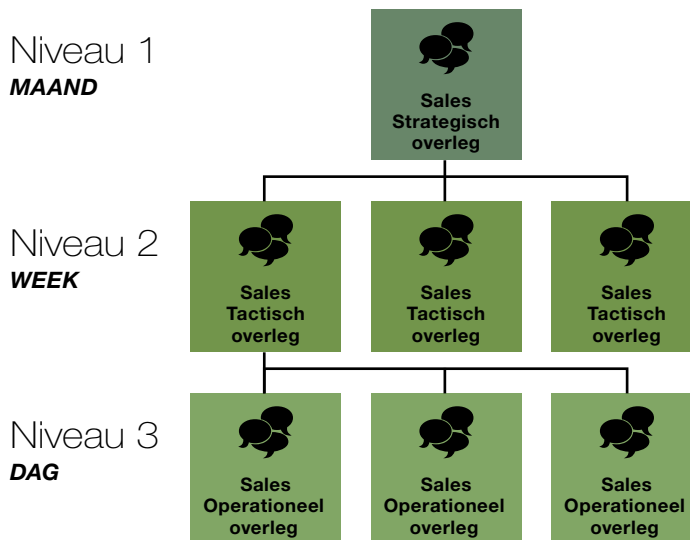 Niveau 1
MAAND
Sales
Strategisch
overleg
Niveau 2
WEEK
Sales
Tactisch
overleg
Sales
Tactisch
overleg
Sales
Tactisch
overleg
Niveau 3
DAG
Sales
Operationeel
overleg
Sales
Operationeel
overleg
Sales
Operationeel
overleg